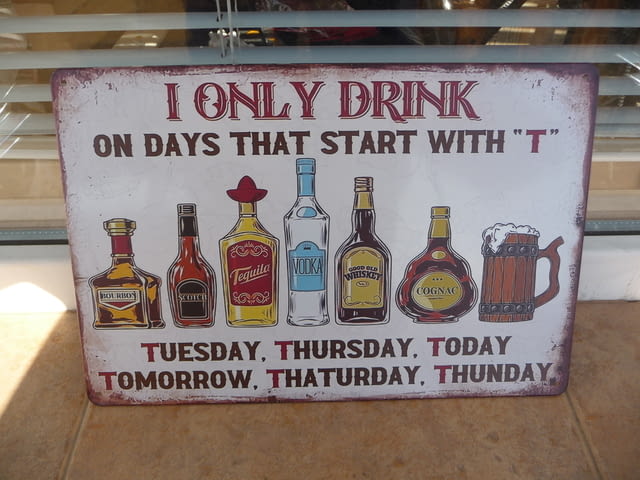 I ONLY DRINK
ON DAYS THAT START WITH "T"
BOURBON
SCOTCH
Tequila
VODKA
GOOD OLD
WHISKEY
COGNAC
TUESDAY, THURSDAY, TODAY
TOMORROW, THATURDAY, THUNDAY